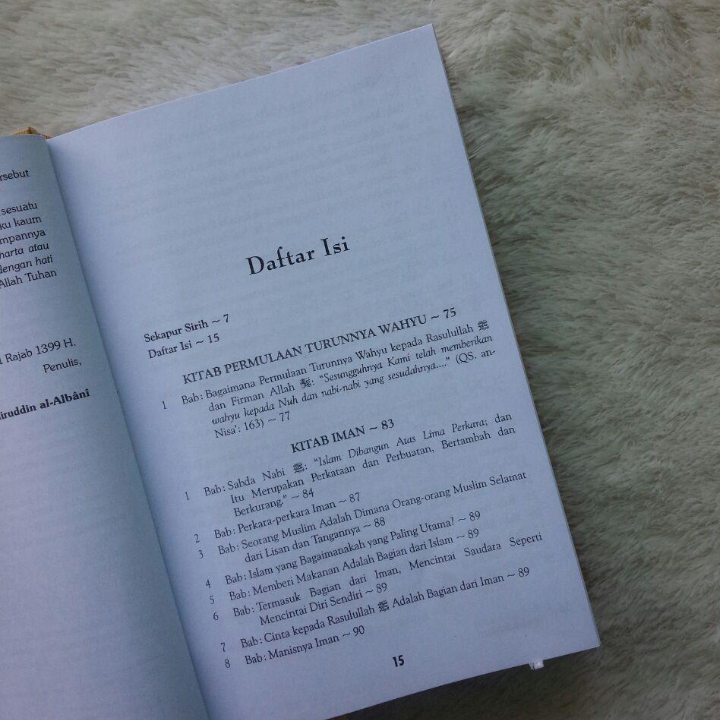 rsebut
sesuatu
ku kaum
mpannya
harta atau
dengan hati
Allah Tuhan
Rajab 1399 H.
Penulis,
iruddin al-Albânî
Daftar Isi
Sekapur Sirih ~ 7
Daftar Isi ~ 15
KITAB PERMULAAN TURUNNYA WAHYU ~ 75
1 Bab: Bagaimana Permulaan Turunnya Wahyu kepada Rasulullah ﷺ
dan Firman Allah ﷻ: "Sesungguhnya Kami telah memberikan
wahyu kepada Nuh dan nabi-nabi yang sesudahnya...." (QS. an-
Nisa': 163) ~ 77
KITAB IMAN ~ 83
1 Bab: Sabda Nabi ﷺ: "Islam Dibangun Atas Lima Perkara; dan
Itu Merupakan Perkataan dan Perbuatan, Bertambah dan
Berkurang." ~ 84
2 Bab: Perkara-perkara Iman ~ 87
3 Bab: Seorang Muslim Adalah Dimana Orang-orang Muslim Selamat
dari Lisan dan Tangannya ~ 88
4 Bab: Islam yang Bagaimanakah yang Paling Utama? ~ 89
5 Bab: Memberi Makanan Adalah Bagian dari Islam ~ 89
6 Bab: Termasuk Bagian dari Iman, Mencintai Saudara Seperti
Mencintai Diri Sendiri ~ 89
7 Bab: Cinta kepada Rasulullah ﷺ Adalah Bagian dari Iman ~ 89
8 Bab: Manisnya Iman ~ 90
15